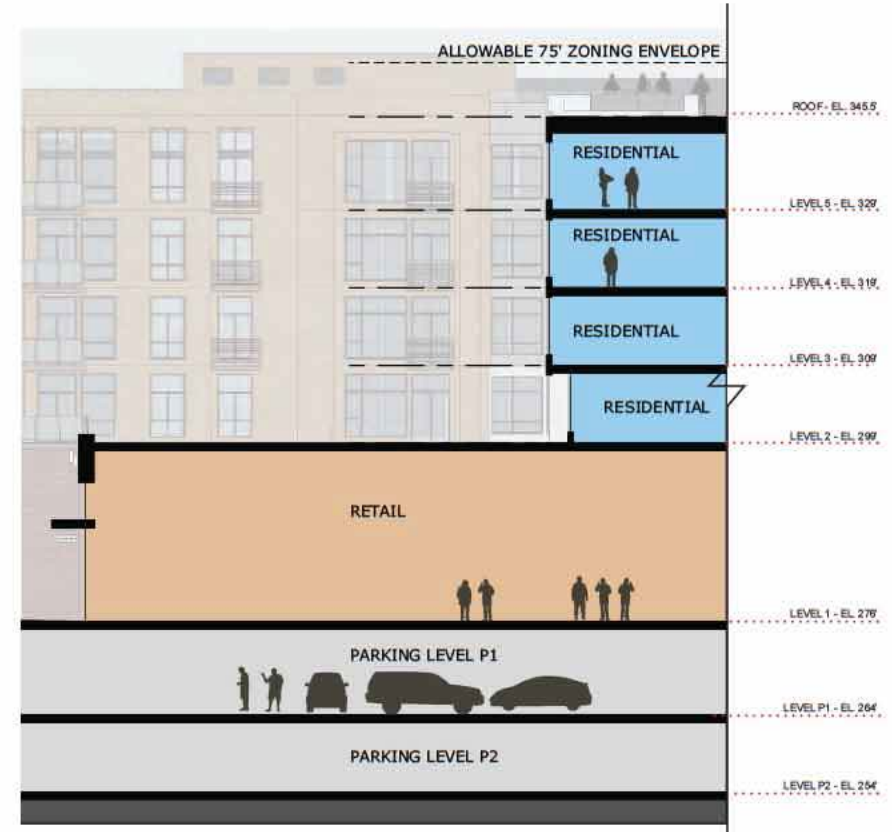 ALLOWABLE 75' ZONING ENVELOPE
ROOF - EL. 345.5'
RESIDENTIAL
LEVEL 5 - EL. 329'
RESIDENTIAL
LEVEL 4 - EL. 319'
RESIDENTIAL
LEVEL 3 - EL. 309'
RESIDENTIAL
LEVEL 2 - EL. 299'
RETAIL
LEVEL 1 - EL. 276'
PARKING LEVEL P1
LEVEL P1 - EL. 264'
PARKING LEVEL P2
LEVEL P2 - EL. 254'